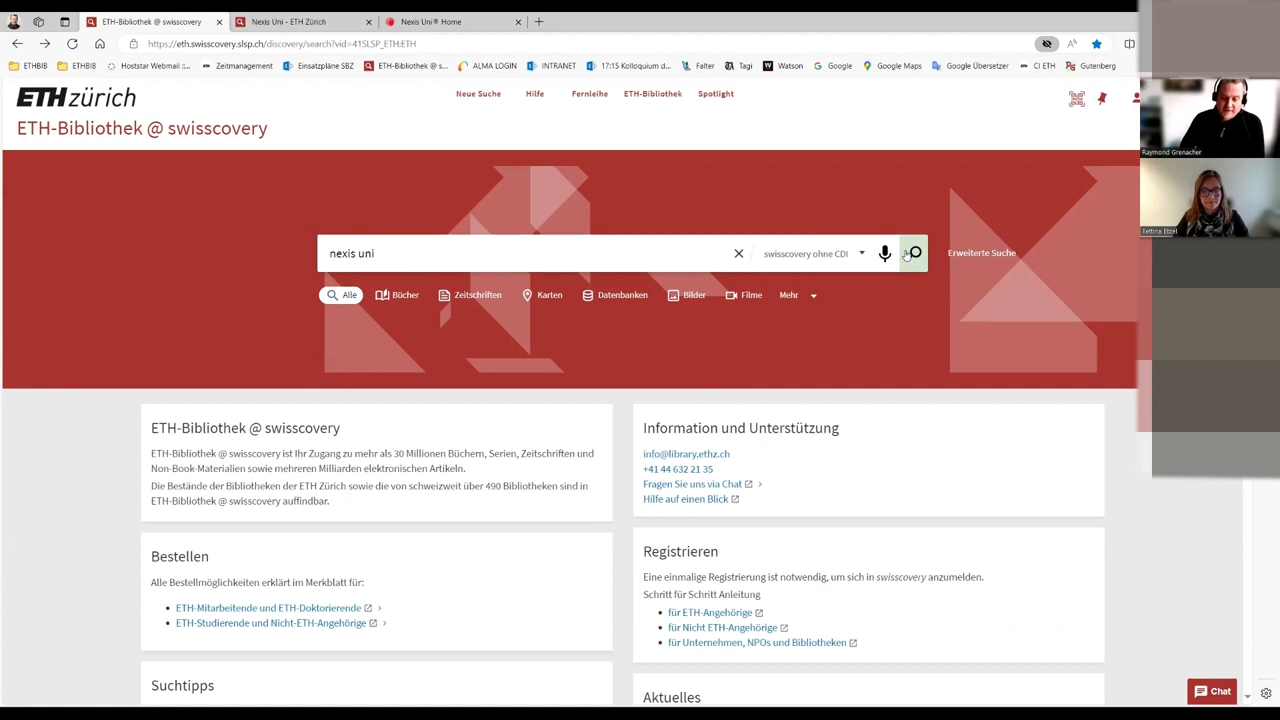 ETH-Bibliothek @ swisscovery
Nexis Uni - ETH Zürich
Nexis Uni® Home
https://eth.swisscovery.slsp.ch/discovery/search?vid=41SLSP_ETH:ETH
ETHBIB
ETHBIB
Hoststar Webmail ::...
Zeitmanagement
Einsatzpläne SBZ
ETH-Bibliothek @ s...
ALMA LOGIN
INTRANET
17:15 Kolloquium d...
Falter
Tagi
Watson
Google
Google Maps
Google Übersetzer
CI ETH
Gutenberg
ETH zürich
Neue Suche
Hilfe
Fernleihe
ETH-Bibliothek
Spotlight
ETH-Bibliothek @ swisscovery
Raymond Grenacher
Bettina Etzel
nexis uni
swisscovery ohne CDI
Erweiterte Suche
Alle
Bücher
Zeitschriften
Karten
Datenbanken
Bilder
Filme
Mehr
ETH-Bibliothek @ swisscovery
ETH-Bibliothek @ swisscovery ist Ihr Zugang zu mehr als 30 Millionen Büchern, Serien, Zeitschriften und
Non-Book-Materialien sowie mehreren Milliarden elektronischen Artikeln.
Die Bestände der Bibliotheken der ETH Zürich sowie die von schweizweit über 490 Bibliotheken sind in
ETH-Bibliothek @ swisscovery auffindbar.
Bestellen
Alle Bestellmöglichkeiten erklärt im Merkblatt für:
ETH-Mitarbeitende und ETH-Doktorierende
ETH-Studierende und Nicht-ETH-Angehörige
Suchtipps
Information und Unterstützung
info@library.ethz.ch
+41 44 632 21 35
Fragen Sie uns via Chat
Hilfe auf einen Blick
Registrieren
Eine einmalige Registrierung ist notwendig, um sich in swisscovery anzumelden.
Schritt für Schritt Anleitung
für ETH-Angehörige
für Nicht ETH-Angehörige
für Unternehmen, NPOs und Bibliotheken
Aktuelles
Chat